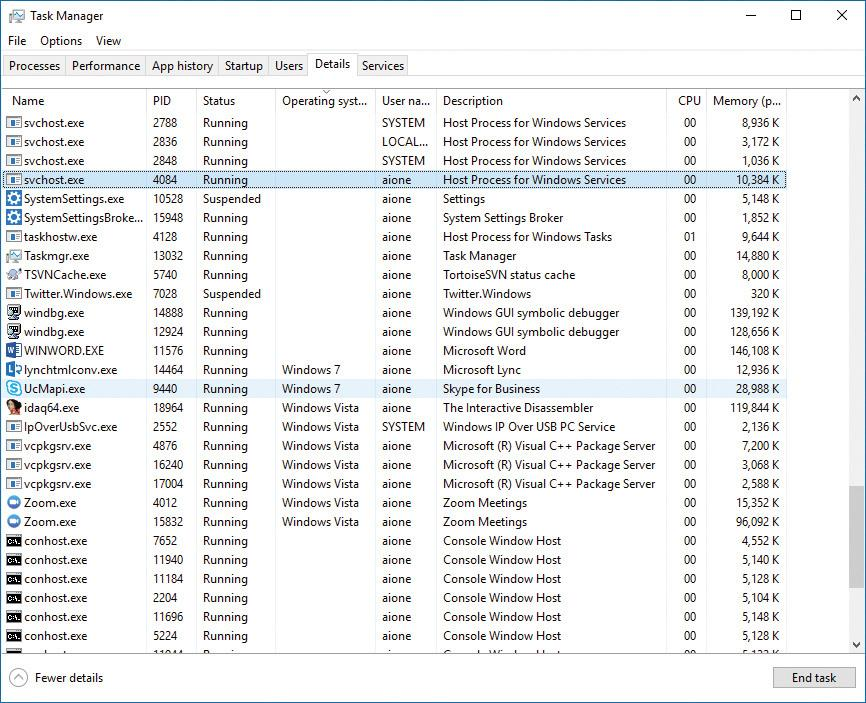 Task Manager
File Options View
Processes Performance App history Startup Users Details Services
Name PID Status Operating syst... User na... Description CPU Memory (p...
svchost.exe 2788 Running SYSTEM Host Process for Windows Services 00 8,936 K
svchost.exe 2836 Running LOCAL... Host Process for Windows Services 00 3,172 K
svchost.exe 2848 Running SYSTEM Host Process for Windows Services 00 1,036 K
svchost.exe 4084 Running aione Host Process for Windows Services 00 10,384 K
SystemSettings.exe 10528 Suspended aione Settings 00 5,148 K
SystemSettingsBroke... 15948 Running aione System Settings Broker 00 1,852 K
taskhostw.exe 4128 Running aione Host Process for Windows Tasks 01 9,644 K
Taskmgr.exe 13032 Running aione Task Manager 00 14,880 K
TSVNCache.exe 5740 Running aione TortoiseSVN status cache 00 8,000 K
Twitter.Windows.exe 7028 Suspended aione Twitter.Windows 00 320 K
windbg.exe 14888 Running aione Windows GUI symbolic debugger 00 139,192 K
windbg.exe 12924 Running aione Windows GUI symbolic debugger 00 128,656 K
WINWORD.EXE 11576 Running aione Microsoft Word 00 146,108 K
lynchtmlconv.exe 14464 Running Windows 7 aione Microsoft Lync 00 12,936 K
UcMapi.exe 9440 Running Windows 7 aione Skype for Business 00 28,988 K
idaq64.exe 18964 Running Windows Vista aione The Interactive Disassembler 00 119,844 K
IpOverUsbSvc.exe 2552 Running Windows Vista SYSTEM Windows IP Over USB PC Service 00 2,136 K
vcpkgsrv.exe 4876 Running Windows Vista aione Microsoft (R) Visual C++ Package Server 00 7,200 K
vcpkgsrv.exe 16240 Running Windows Vista aione Microsoft (R) Visual C++ Package Server 00 3,068 K
vcpkgsrv.exe 17004 Running Windows Vista aione Microsoft (R) Visual C++ Package Server 00 2,588 K
Zoom.exe 4012 Running Windows Vista aione Zoom Meetings 00 15,352 K
Zoom.exe 15832 Running Windows Vista aione Zoom Meetings 00 96,092 K
conhost.exe 7652 Running aione Console Window Host 00 4,552 K
conhost.exe 11940 Running aione Console Window Host 00 5,140 K
conhost.exe 11184 Running aione Console Window Host 00 5,128 K
conhost.exe 2204 Running aione Console Window Host 00 5,104 K
conhost.exe 11696 Running aione Console Window Host 00 5,148 K
conhost.exe 5224 Running aione Console Window Host 00 5,128 K
Fewer details End task